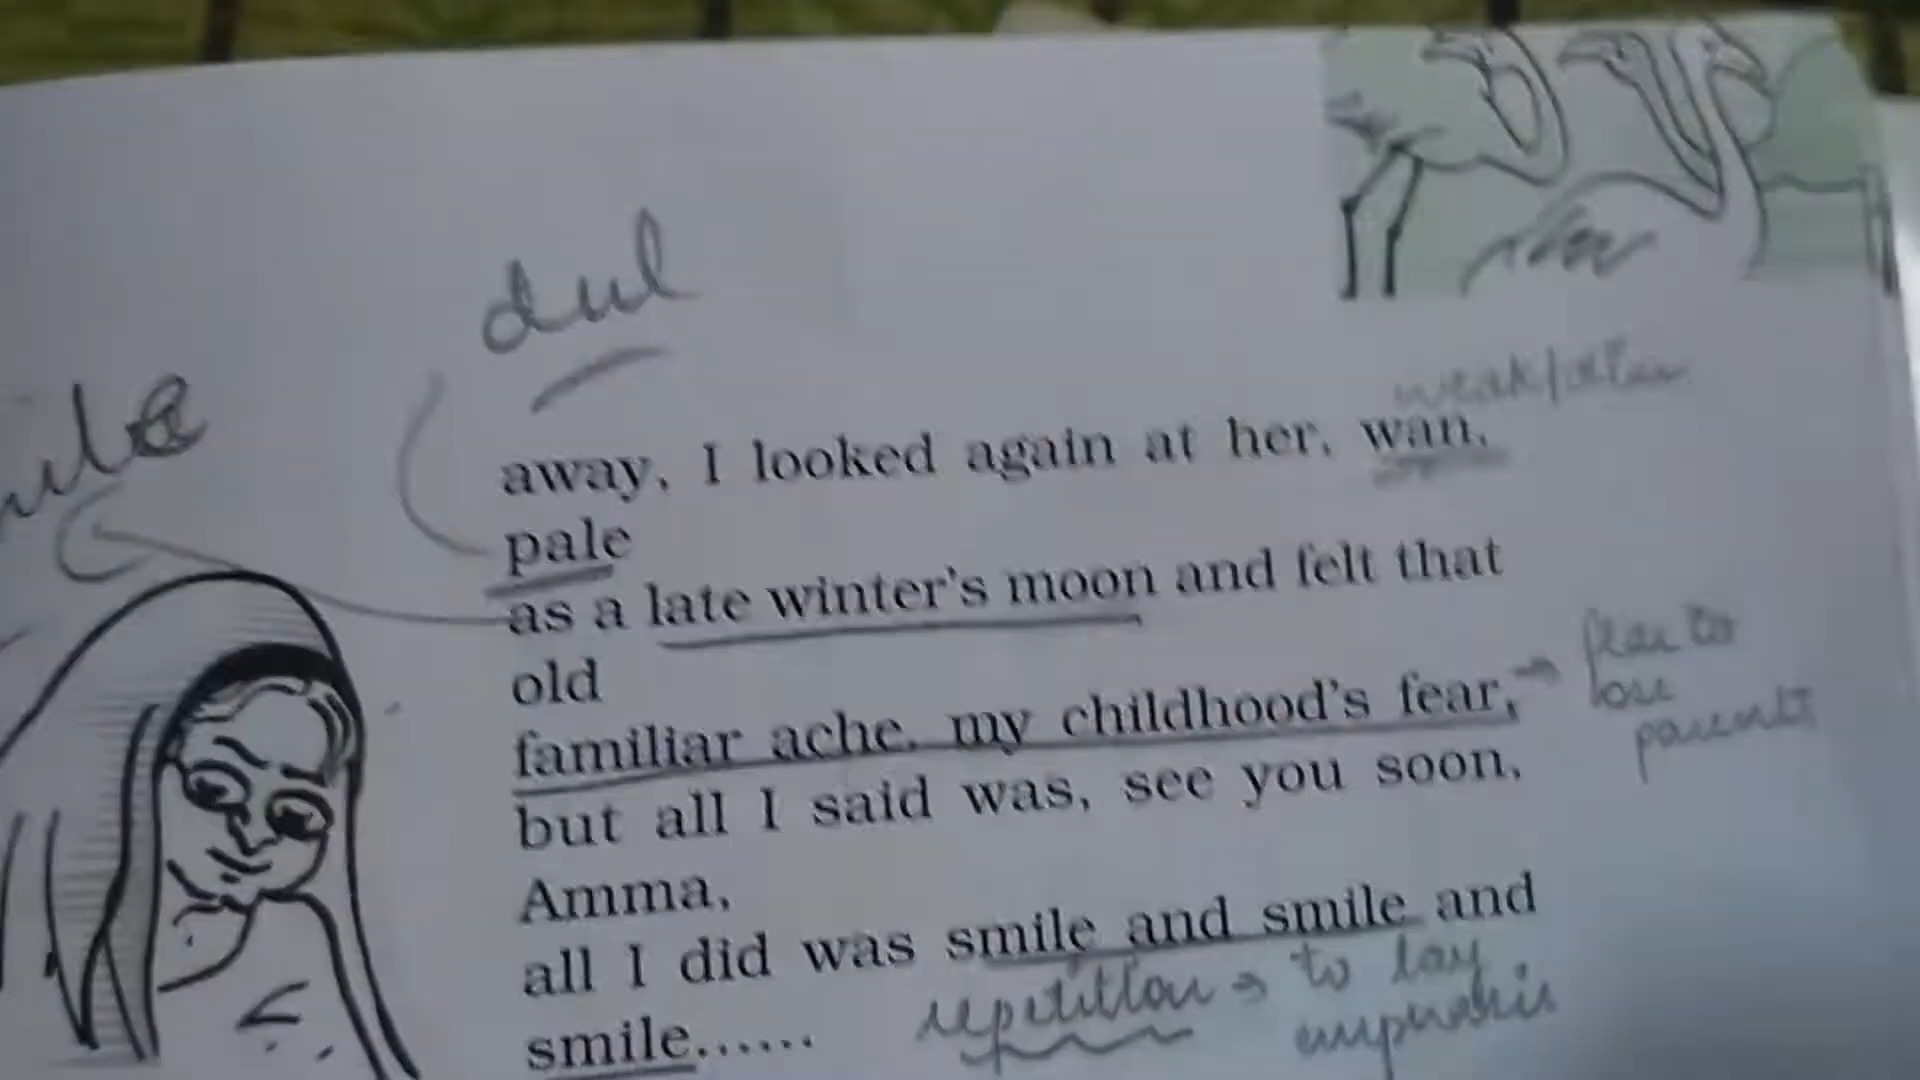 dul
away, I looked again at her, wan,
pale
as a late winter's moon and felt that
old
familiar ache, my childhood's fear,
but all I said was, see you soon,
Amma,
all I did was smile and smile and
smile......
weak/
fear to
lose
parents
repetition → to lay
emphasis